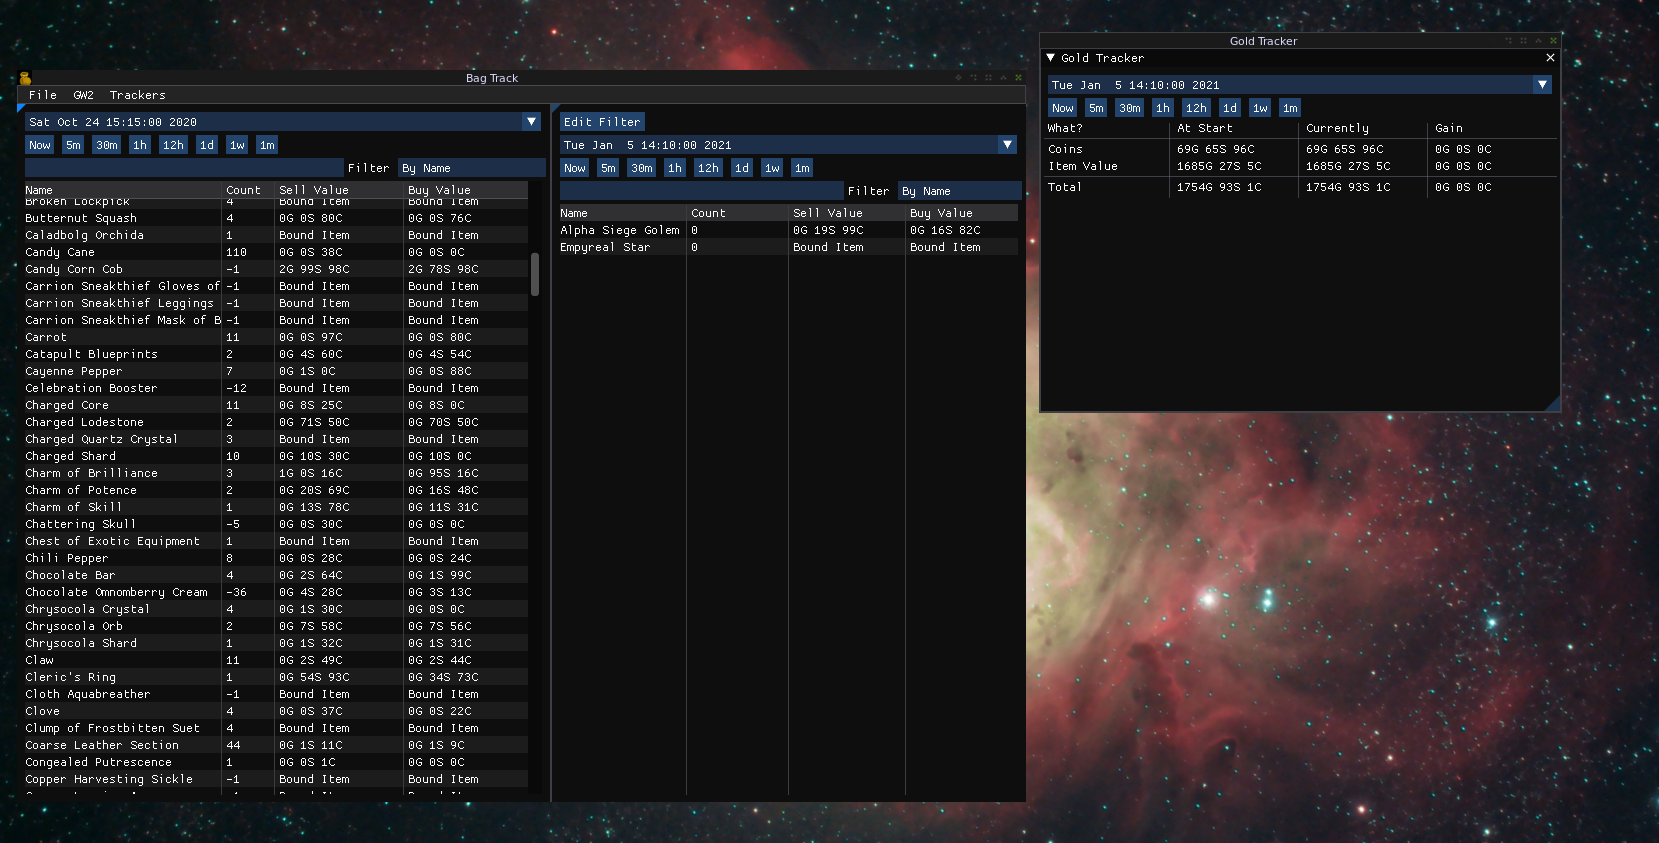 Bag Track
File GW2 Trackers
Sat Oct 24 15:15:00 2020
Now 5m 30m 1h 12h 1d 1w 1m
Filter By Name
Name Count Sell Value Buy Value
Broken Lockpick 4 Bound Item Bound Item
Butternut Squash 4 0G 0S 80C 0G 0S 76C
Caladbolg Orchida 1 Bound Item Bound Item
Candy Cane 110 0G 0S 38C 0G 0S 0C
Candy Corn Cob -1 2G 99S 98C 2G 78S 98C
Carrion Sneakthief Gloves of -1 Bound Item Bound Item
Carrion Sneakthief Leggings -1 Bound Item Bound Item
Carrion Sneakthief Mask of B -1 Bound Item Bound Item
Carrot 11 0G 0S 97C 0G 0S 80C
Catapult Blueprints 2 0G 4S 60C 0G 4S 54C
Cayenne Pepper 7 0G 1S 0C 0G 0S 88C
Celebration Booster -12 Bound Item Bound Item
Charged Core 11 0G 8S 25C 0G 8S 0C
Charged Lodestone 2 0G 71S 50C 0G 70S 50C
Charged Quartz Crystal 3 Bound Item Bound Item
Charged Shard 10 0G 10S 30C 0G 10S 0C
Charm of Brilliance 3 1G 0S 16C 0G 95S 16C
Charm of Potence 2 0G 20S 69C 0G 16S 48C
Charm of Skill 1 0G 13S 78C 0G 11S 31C
Chattering Skull -5 0G 0S 30C 0G 0S 0C
Chest of Exotic Equipment 1 Bound Item Bound Item
Chili Pepper 8 0G 0S 28C 0G 0S 24C
Chocolate Bar 4 0G 2S 64C 0G 1S 99C
Chocolate Omnomberry Cream -36 0G 4S 28C 0G 3S 13C
Chrysocola Crystal 4 0G 1S 30C 0G 0S 0C
Chrysocola Orb 2 0G 7S 58C 0G 7S 56C
Chrysocola Shard 1 0G 1S 32C 0G 1S 31C
Claw 11 0G 2S 49C 0G 2S 44C
Cleric's Ring 1 0G 54S 93C 0G 34S 73C
Cloth Aquabreather -1 Bound Item Bound Item
Clove 4 0G 0S 37C 0G 0S 22C
Clump of Frostbitten Suet 4 Bound Item Bound Item
Coarse Leather Section 44 0G 1S 11C 0G 1S 9C
Congealed Putrescence 1 0G 0S 1C 0G 0S 0C
Copper Harvesting Sickle -1 Bound Item Bound Item
Edit Filter
Tue Jan 5 14:10:00 2021
Now 5m 30m 1h 12h 1d 1w 1m
Filter By Name
Name Count Sell Value Buy Value
Alpha Siege Golem 0 0G 19S 99C 0G 16S 82C
Empyreal Star 0 Bound Item Bound Item
Gold Tracker
Gold Tracker
Tue Jan 5 14:10:00 2021
Now 5m 30m 1h 12h 1d 1w 1m
What? At Start Currently Gain
Coins 69G 65S 96C 69G 65S 96C 0G 0S 0C
Item Value 1685G 27S 5C 1685G 27S 5C 0G 0S 0C
Total 1754G 93S 1C 1754G 93S 1C 0G 0S 0C